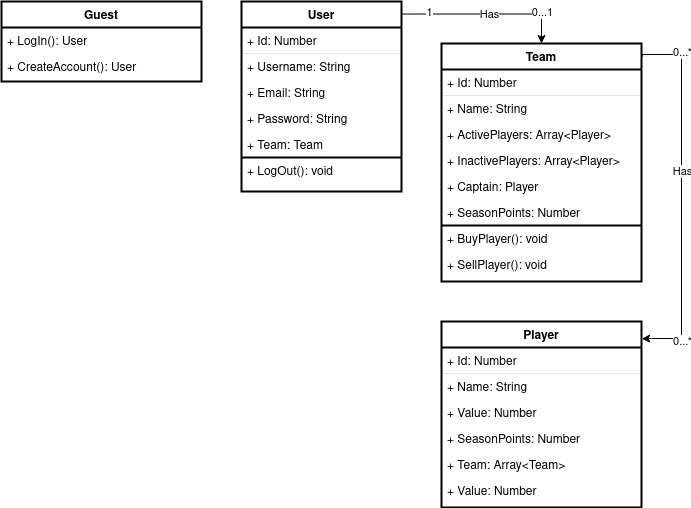 Guest
+ LogIn(): User
+ CreateAccount(): User
User
+ Id: Number
+ Username: String
+ Email: String
+ Password: String
+ Team: Team
+ LogOut(): void
1
Has
0...1
Team
+ Id: Number
+ Name: String
+ ActivePlayers: Array<Player>
+ InactivePlayers: Array<Player>
+ Captain: Player
+ SeasonPoints: Number
+ BuyPlayer(): void
+ SellPlayer(): void
0...*
Has
0...*
Player
+ Id: Number
+ Name: String
+ Value: Number
+ SeasonPoints: Number
+ Team: Array<Team>
+ Value: Number